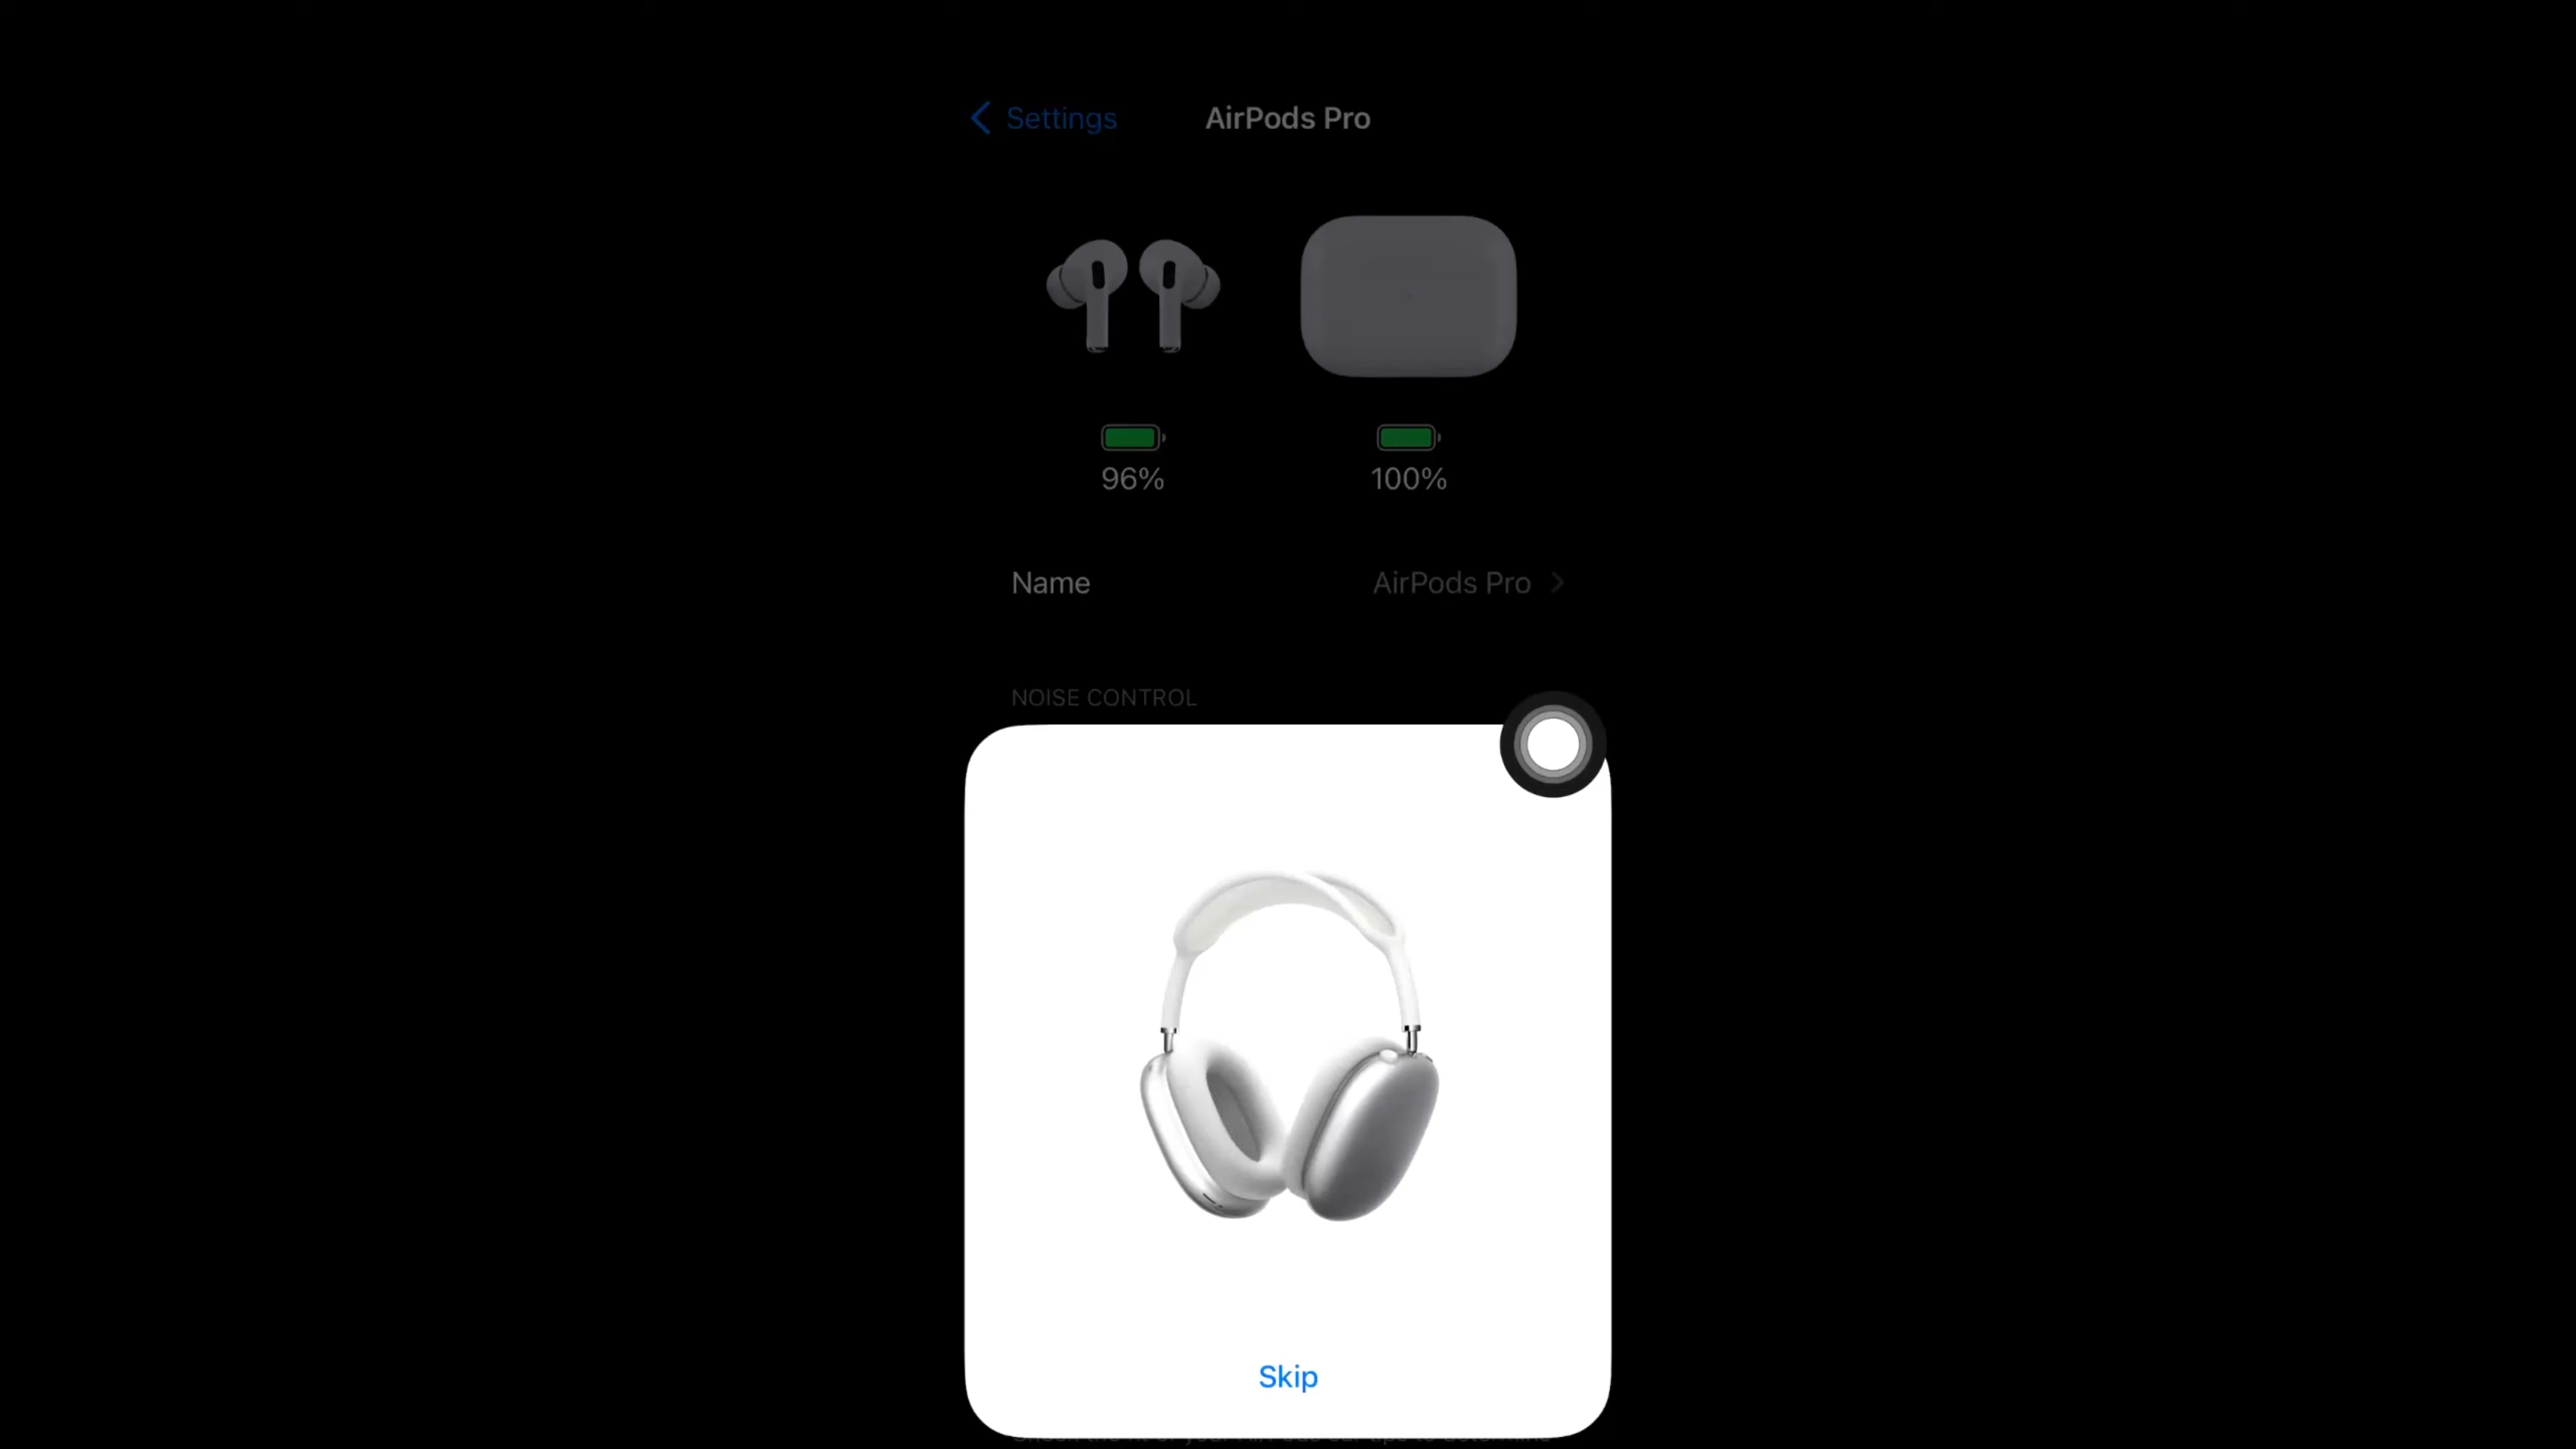 Settings
AirPods Pro
96%
100%
Name
AirPods Pro
NOISE CONTROL
Skip